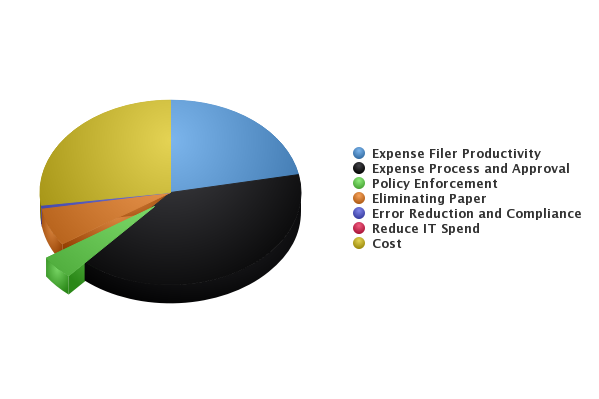 Expense Filer Productivity
Expense Process and Approval
Policy Enforcement
Eliminating Paper
Error Reduction and Compliance
Reduce IT Spend
Cost